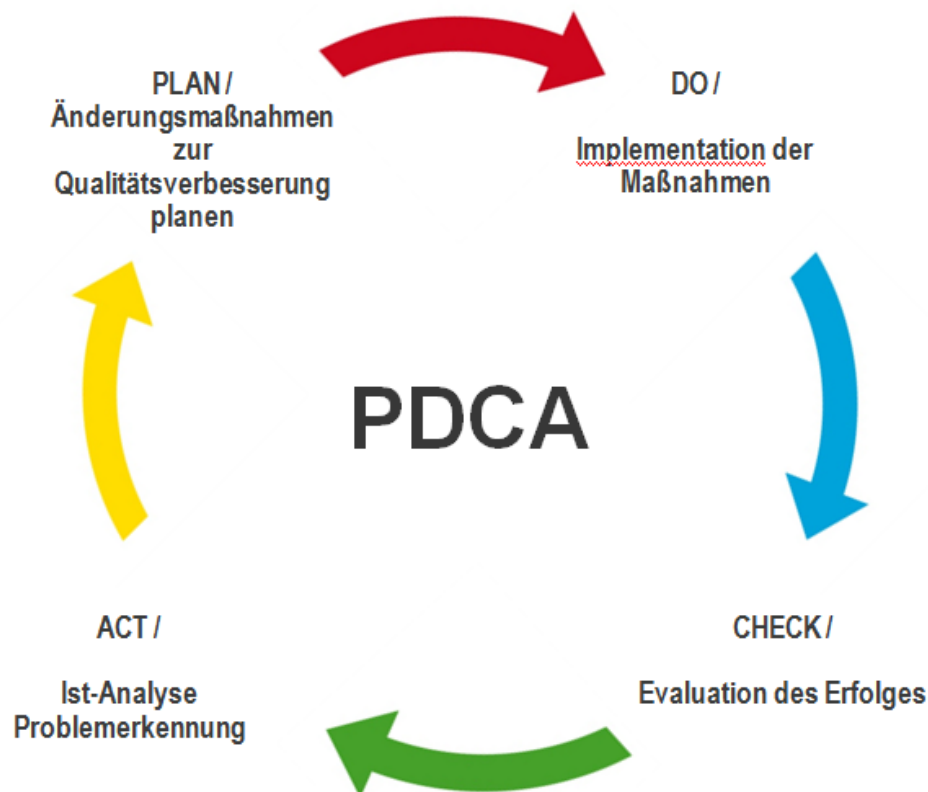 PLAN /
Änderungsmaßnahmen
zur
Qualitätsverbesserung
planen
DO /
Implementation der
Maßnahmen
PDCA
ACT /
Ist-Analyse
Problemerkennung
CHECK /
Evaluation des Erfolges